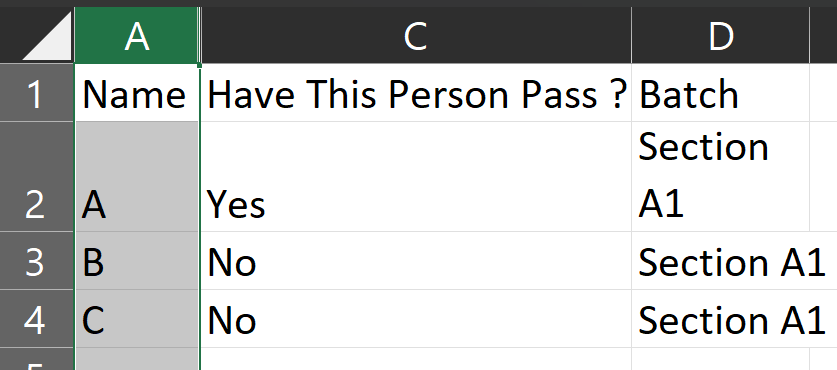 A C D
1 Name Have This Person Pass ? Batch
Section
2 A Yes A1
3 B No Section A1
4 C No Section A1